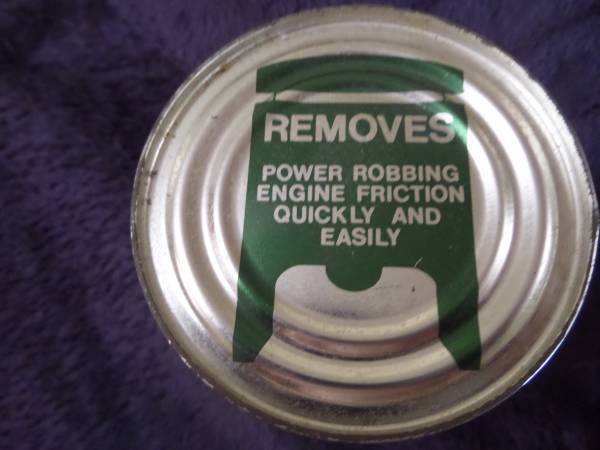 REMOVES
POWER ROBBING
ENGINE FRICTION
QUICKLY AND
EASILY